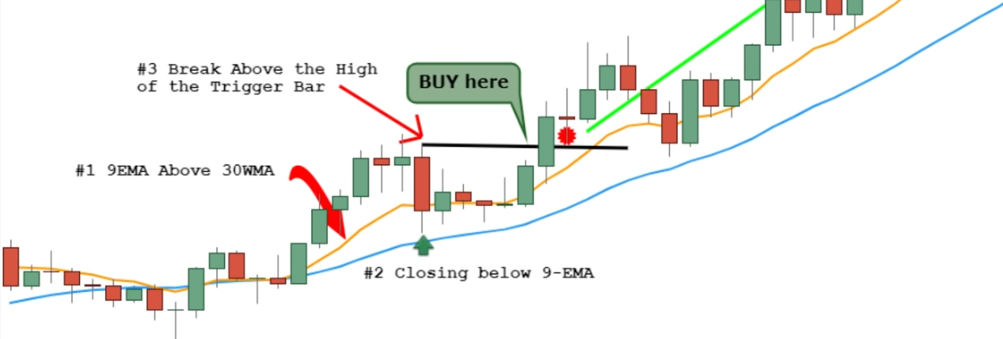 #3 Break Above the High
of the Trigger Bar
BUY here
#1 9EMA Above 30WMA
#2 Closing below 9-EMA